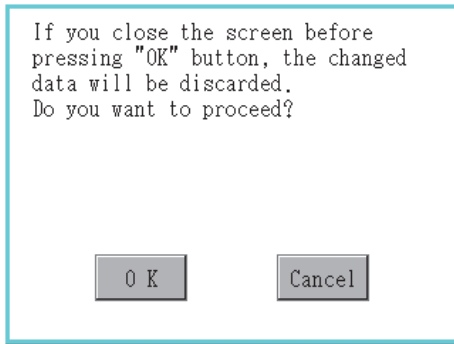 If you close the screen before
pressing "OK" button, the changed
data will be discarded.
Do you want to proceed?
O K
Cancel